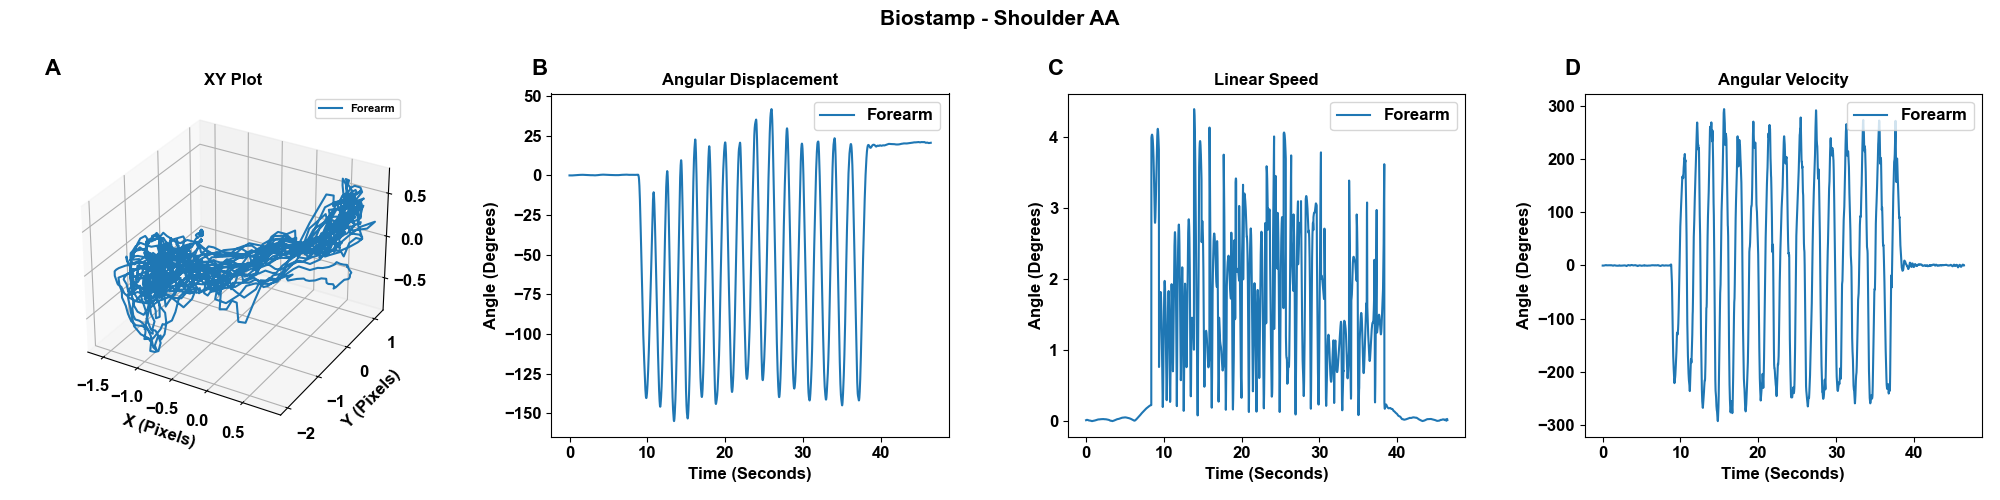 Biostamp - Shoulder AA
A
XY Plot
Forearm
0.5
0.0
−0.5
1
0
−1
−2
Y (Pixels)
−1.5
−1.0
−0.5
0.0
0.5
X (Pixels)
B
Angular Displacement
Forearm
50
25
0
−25
−50
−75
−100
−125
−150
Angle (Degrees)
0 10 20 30 40
Time (Seconds)
C
Linear Speed
Forearm
4
3
2
1
0
Angle (Degrees)
0 10 20 30 40
Time (Seconds)
D
Angular Velocity
Forearm
300
200
100
0
−100
−200
−300
Angle (Degrees)
0 10 20 30 40
Time (Seconds)